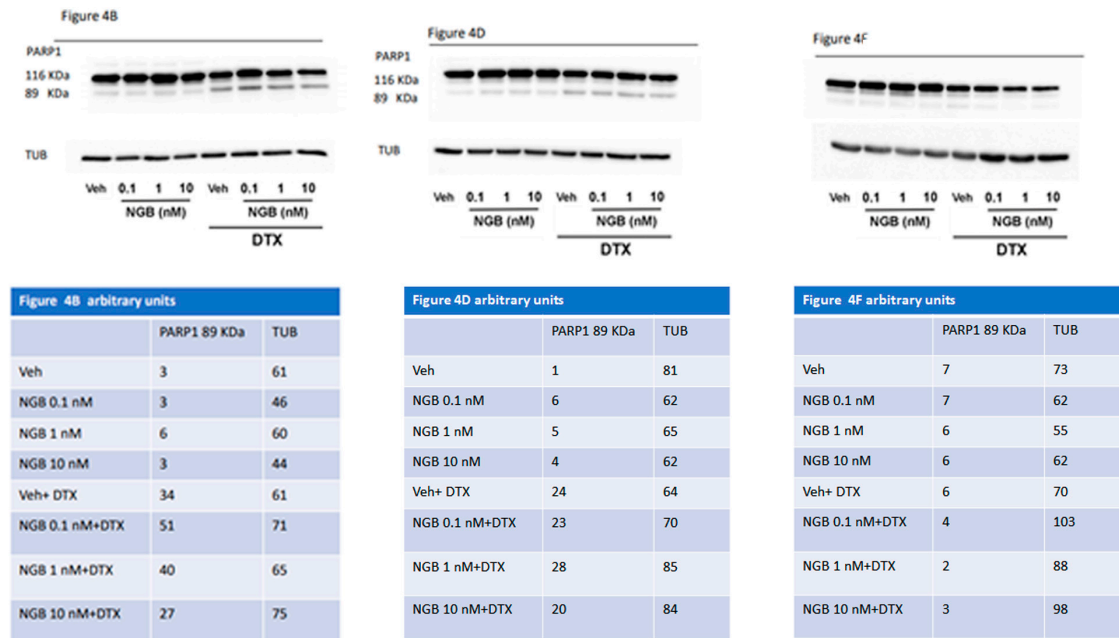 Figure 4B
PARP1
116 KDa
89 KDa
TUB
Veh 0.1 1 10 Veh 0.1 1 10
NGB (nM) NGB (nM)
DTX
Figure 4D
PARP1
116 KDa
89 KDa
TUB
Veh 0.1 1 10 Veh 0.1 1 10
NGB (nM) NGB (nM)
DTX
Figure 4F
Veh 0.1 1 10 Veh 0.1 1 10
NGB (nM) NGB (nM)
DTX
Figure 4B arbitrary units
PARP1 89 KDa TUB
Veh 3 61
NGB 0.1 nM 3 46
NGB 1 nM 6 60
NGB 10 nM 3 44
Veh+ DTX 34 61
NGB 0.1 nM+DTX 51 71
NGB 1 nM+DTX 40 65
NGB 10 nM+DTX 27 75
Figure 4D arbitrary units
PARP1 89 KDa TUB
Veh 1 81
NGB 0.1 nM 6 62
NGB 1 nM 5 65
NGB 10 nM 4 62
Veh+ DTX 24 64
NGB 0.1 nM+DTX 23 70
NGB 1 nM+DTX 28 85
NGB 10 nM+DTX 20 84
Figure 4F arbitrary units
PARP1 89 KDa TUB
Veh 7 73
NGB 0.1 nM 7 62
NGB 1 nM 6 55
NGB 10 nM 6 62
Veh+ DTX 6 70
NGB 0.1 nM+DTX 4 103
NGB 1 nM+DTX 2 88
NGB 10 nM+DTX 3 98